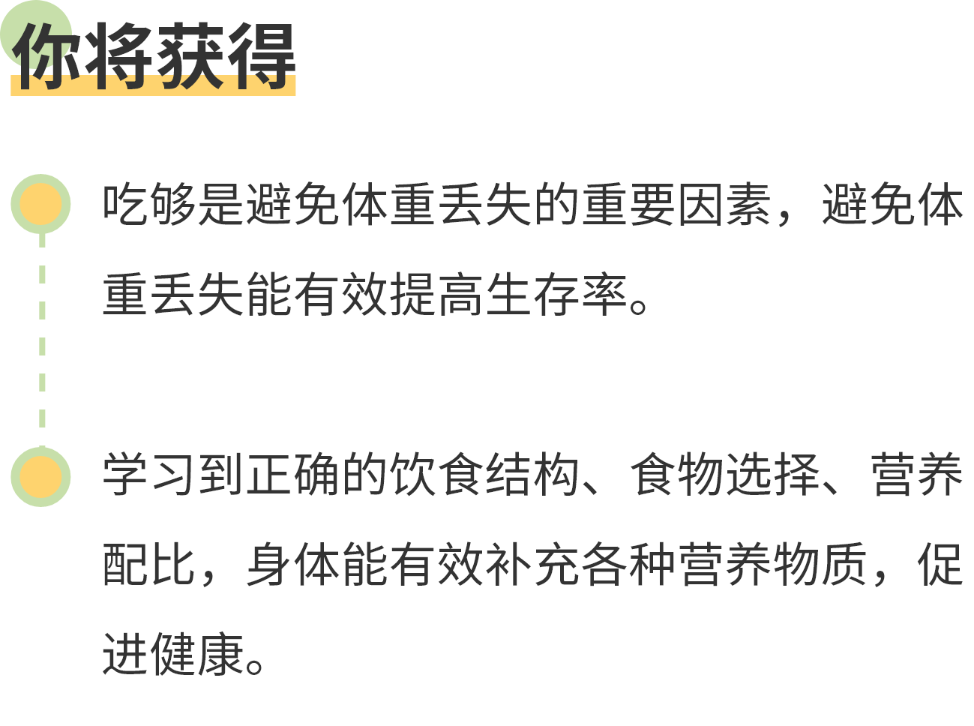 你将获得
吃够是避免体重丢失的重要因素，避免体
重丢失能有效提高生存率。
学习到正确的饮食结构、食物选择、营养
配比，身体能有效补充各种营养物质，促
进健康。